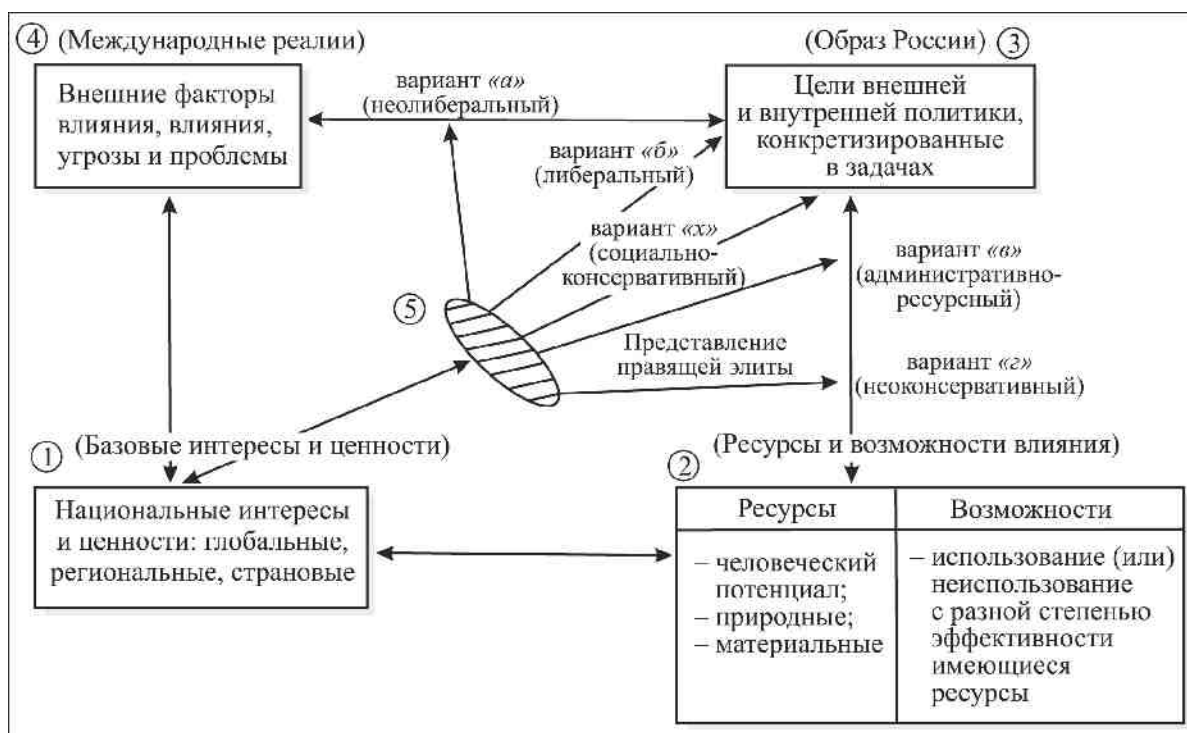 ④ (Международные реалии)
Внешние факторы
влияния, влияния,
угрозы и проблемы
вариант «а»
(неолиберальный)
(Образ России) ③
Цели внешней
и внутренней политики,
конкретизированные
в задачах
вариант «б»
(либеральный)
вариант «х»
(социально-
консервативный)
вариант «в»
(административно-
ресурсный)
⑤
Представление
правящей элиты
вариант «г»
(неоконсервативный)
① (Базовые интересы и ценности)
Национальные интересы
и ценности: глобальные,
региональные, страновые
(Ресурсы и возможности влияния)
②
Ресурсы
– человеческий
потенциал;
– природные;
– материальные
Возможности
– использование (или)
неиспользование
с разной степенью
эффективности
имеющиеся
ресурсы